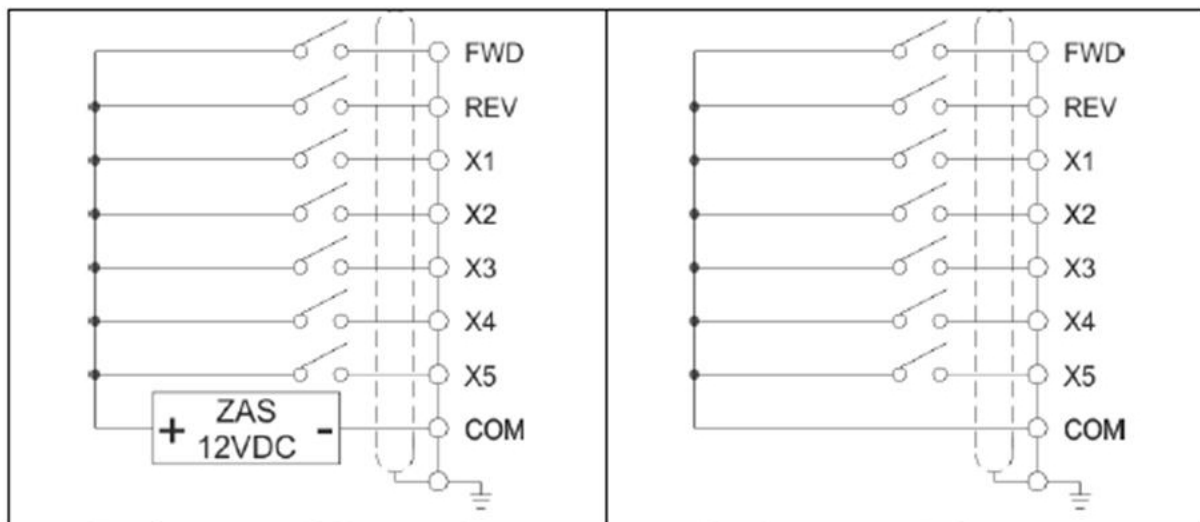 FWD
REV
X1
X2
X3
X4
X5
+ ZAS -
12VDC
COM
FWD
REV
X1
X2
X3
X4
X5
COM